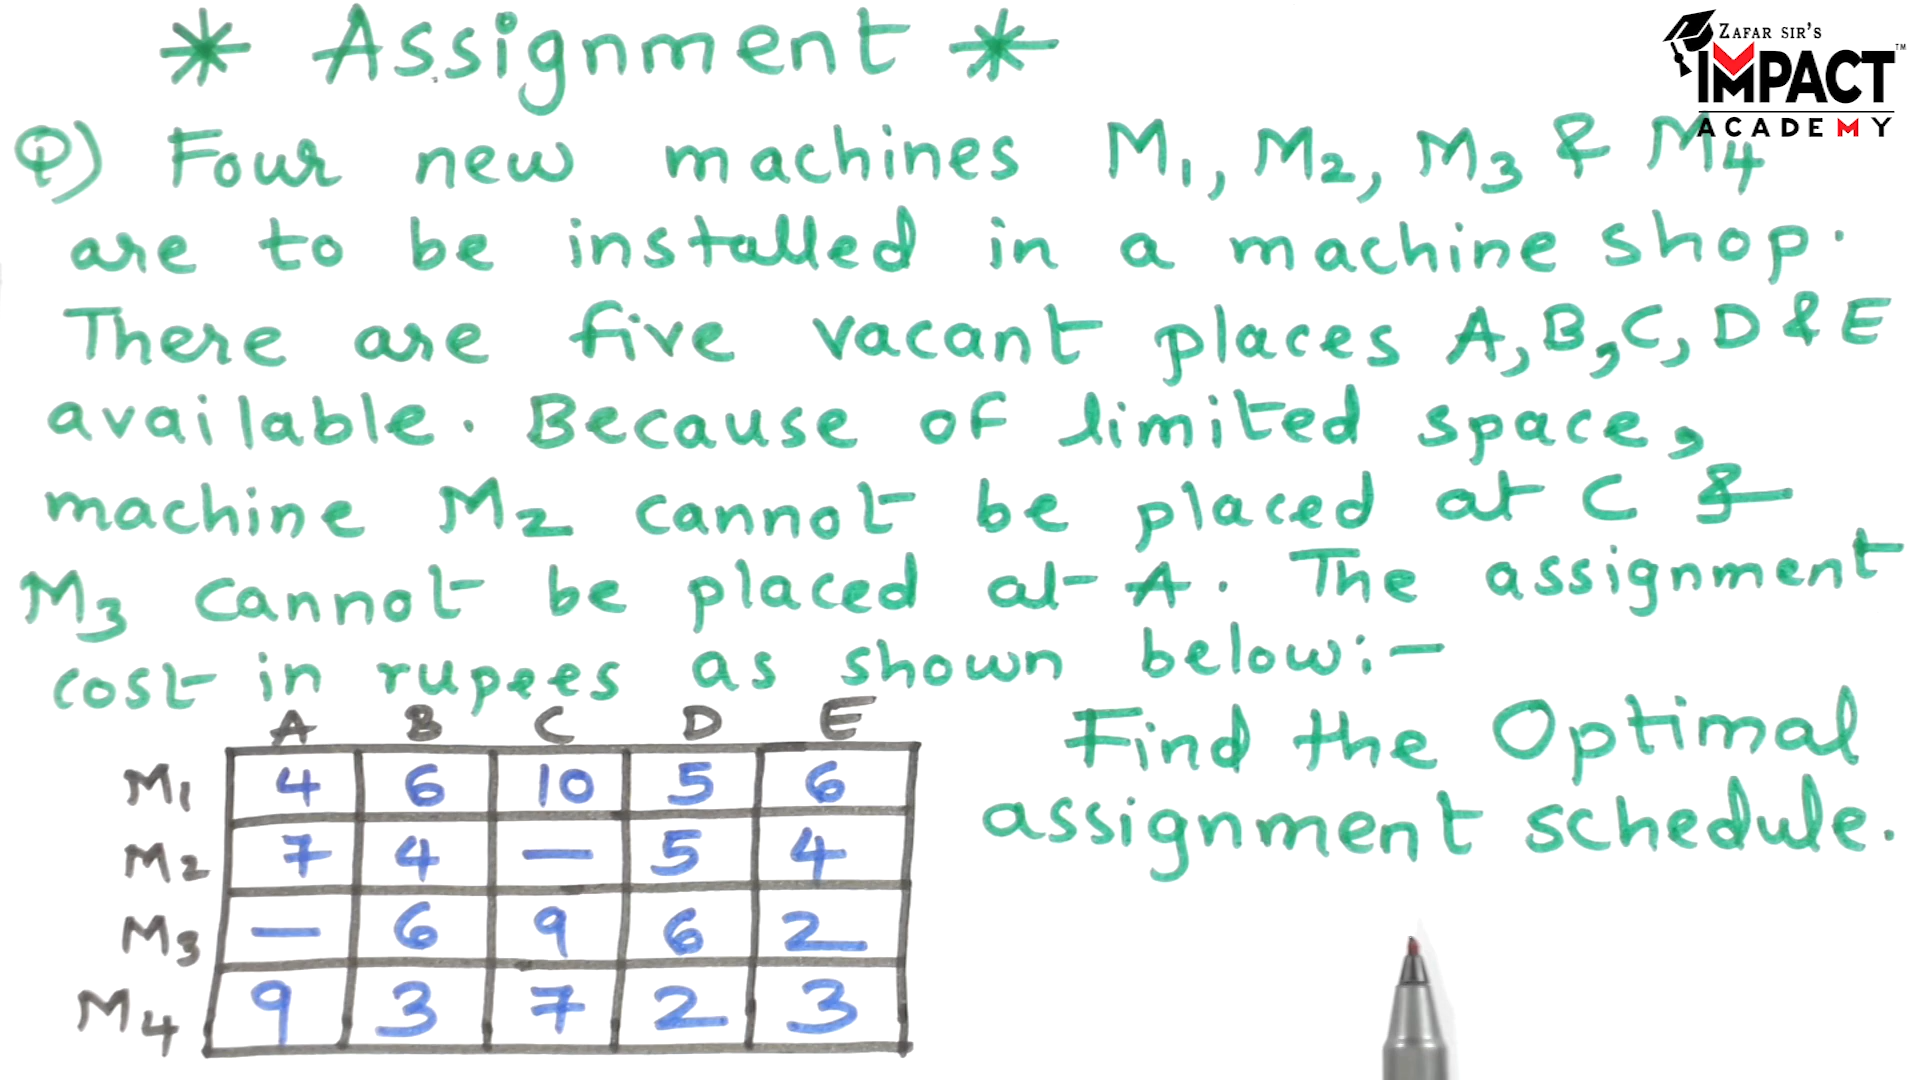 * Assignment *
ZAFAR SIR'S
IMPACT™
ACADEMY
Q) Four new machines M1, M2, M3 & M4
are to be installed in a machine shop.
There are five vacant places A, B, C, D & E
available. Because of limited space,
machine M2 cannot be placed at C &
M3 cannot be placed at A. The assignment
cost in rupees as shown below:-
A B C D E
M1 4 6 10 5 6
M2 7 4 — 5 4
M3 — 6 9 6 2
M4 9 3 7 2 3
Find the Optimal
assignment schedule.